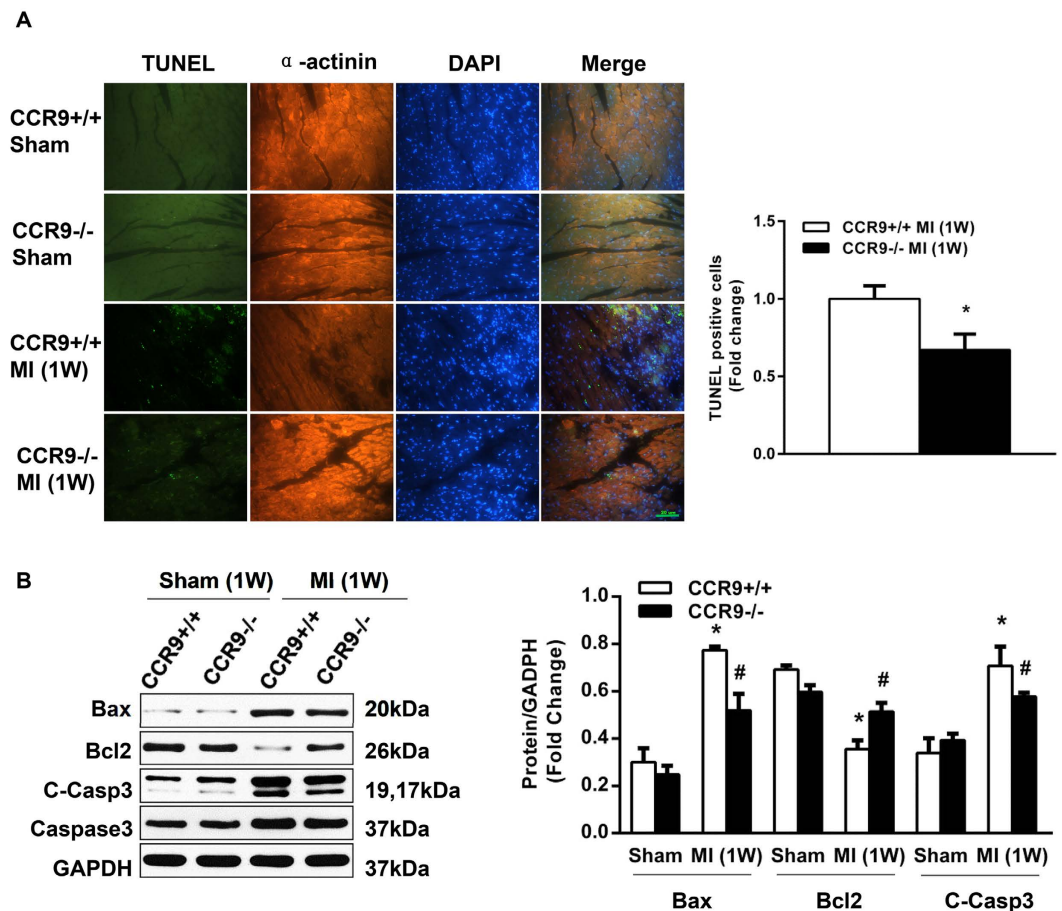 A
TUNEL α-actinin DAPI Merge
CCR9+/+
Sham
CCR9-/-
Sham
CCR9+/+
MI (1W)
CCR9-/-
MI (1W)
1.5
1.0
0.5
0.0
TUNEL positive cells
(Fold change)
CCR9+/+ MI (1W)
CCR9-/- MI (1W)
*
B
Sham (1W) MI (1W)
CCR9+/+ CCR9-/- CCR9+/+ CCR9-/-
Bax 20kDa
Bcl2 26kDa
C-Casp3 19,17kDa
Caspase3 37kDa
GAPDH 37kDa
Protein/GADPH
(Fold Change)
1.0
0.8
0.6
0.4
0.2
0.0
CCR9+/+
CCR9-/-
* # * # * #
Sham MI (1W) Sham MI (1W) Sham MI (1W)
Bax Bcl2 C-Casp3